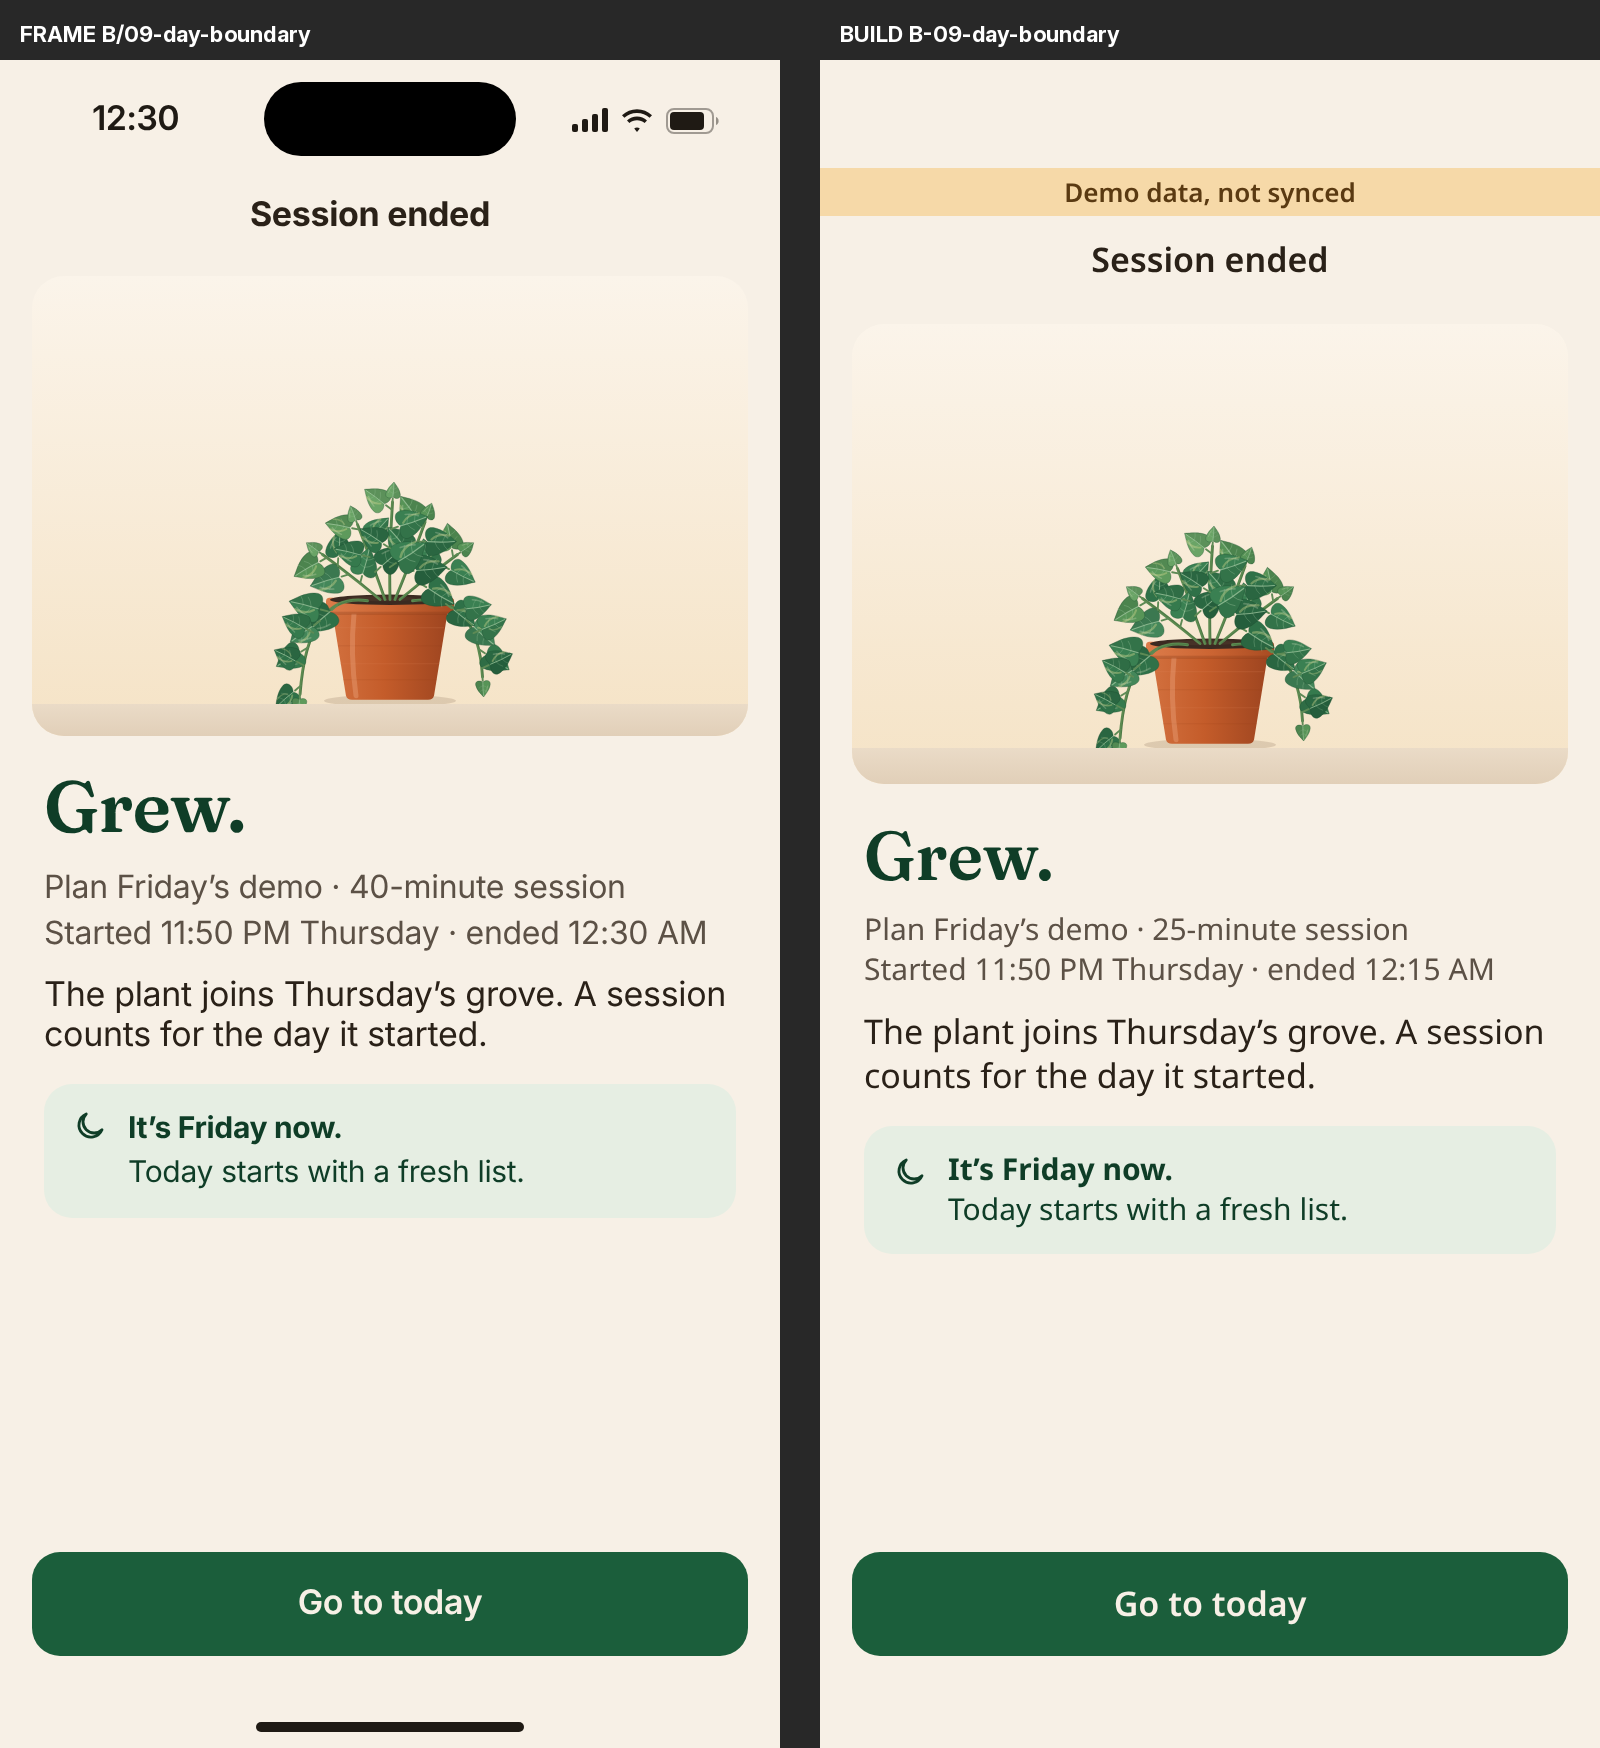 FRAME B/09-day-boundary
12:30
Session ended
Grew.
Plan Friday’s demo · 40-minute session
Started 11:50 PM Thursday · ended 12:30 AM
The plant joins Thursday’s grove. A session
counts for the day it started.
It’s Friday now.
Today starts with a fresh list.
Go to today
BUILD B-09-day-boundary
Demo data, not synced
Session ended
Grew.
Plan Friday’s demo · 25-minute session
Started 11:50 PM Thursday · ended 12:15 AM
The plant joins Thursday’s grove. A session
counts for the day it started.
It’s Friday now.
Today starts with a fresh list.
Go to today